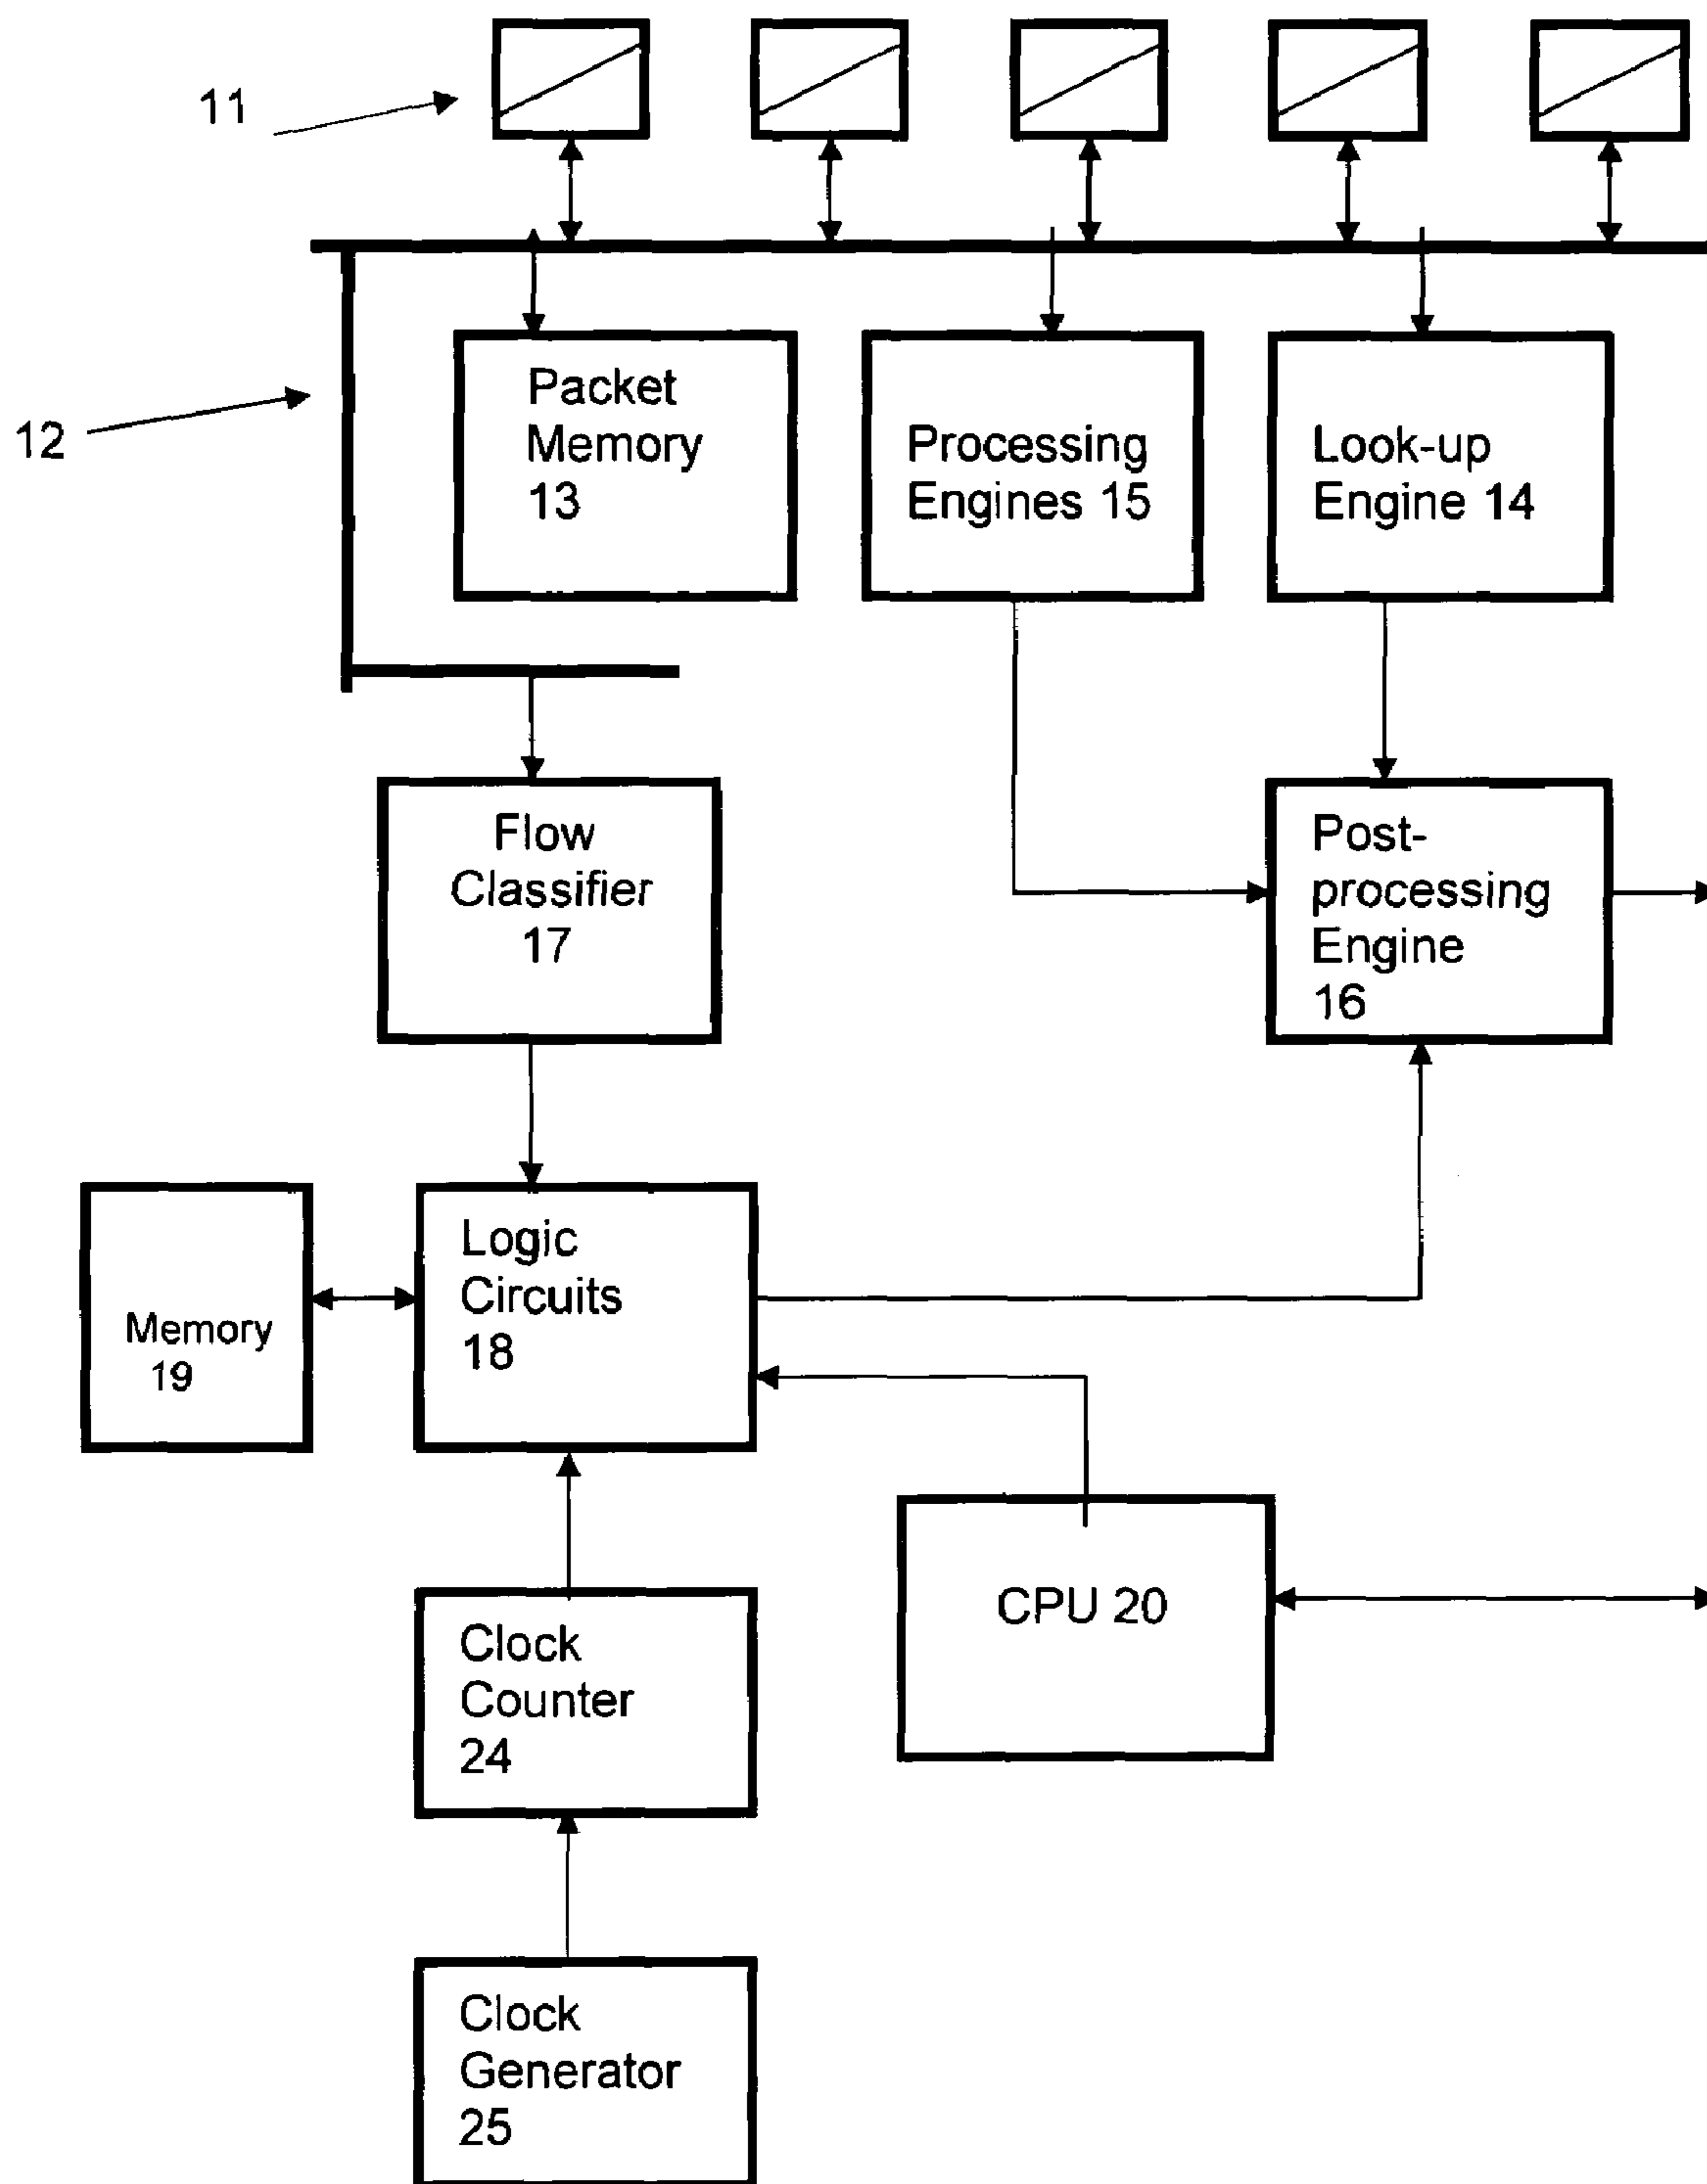 11
12
Packet
Memory
13
Processing
Engines 15
Look-up
Engine 14
Flow
Classifier
17
Post-
processing
Engine
16
Logic
Circuits
18
Memory
19
CPU 20
Clock
Counter
24
Clock
Generator
25